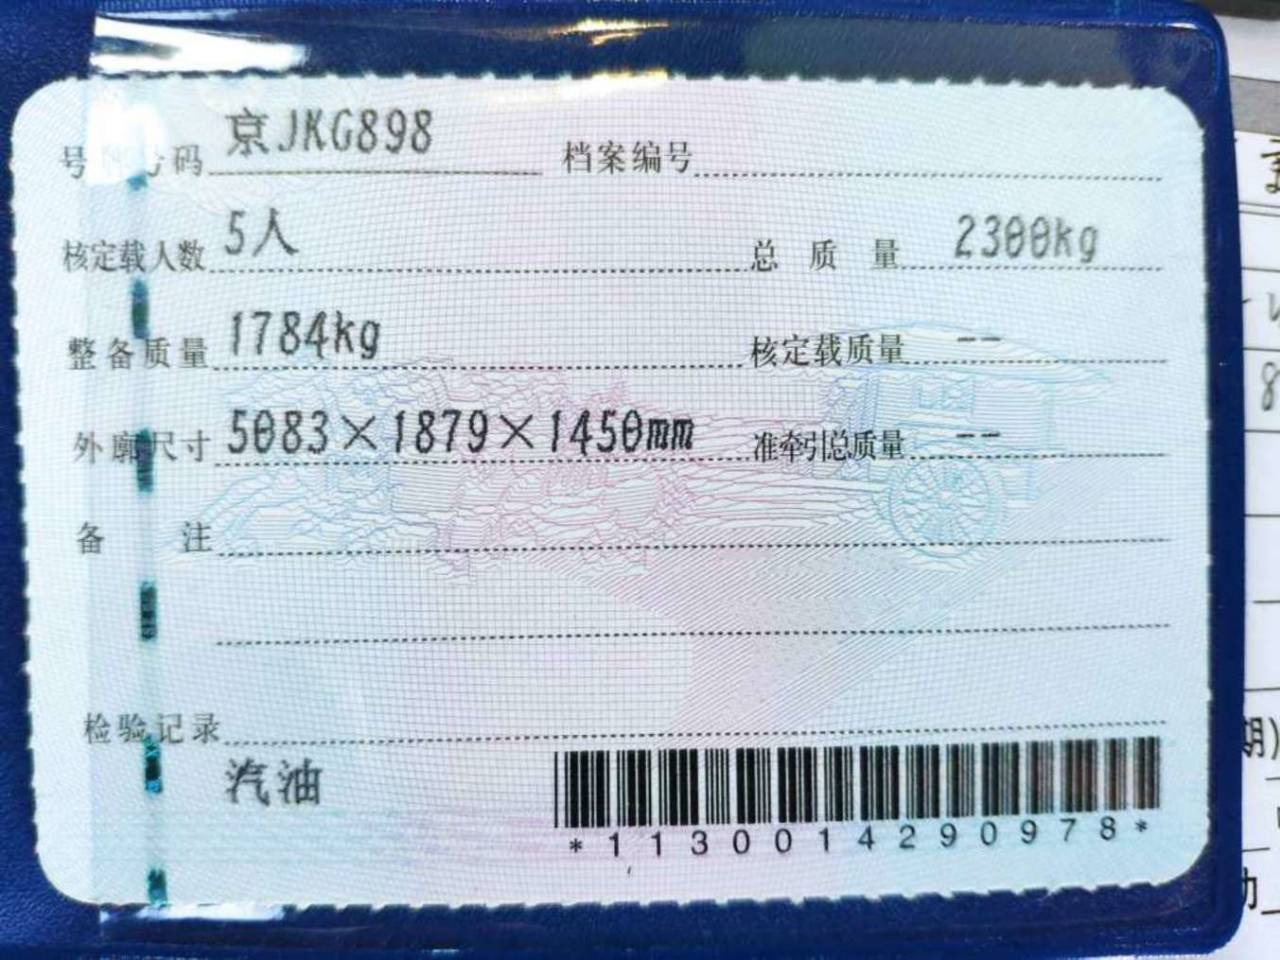 号牌号码 京JKG898 档案编号
核定载人数 5人 总质量 2300kg
整备质量 1784kg 核定载质量 --
外廓尺寸 5083×1879×1450mm 准牵引总质量 --
备注
检验记录
汽油
*1130014290978*
期)